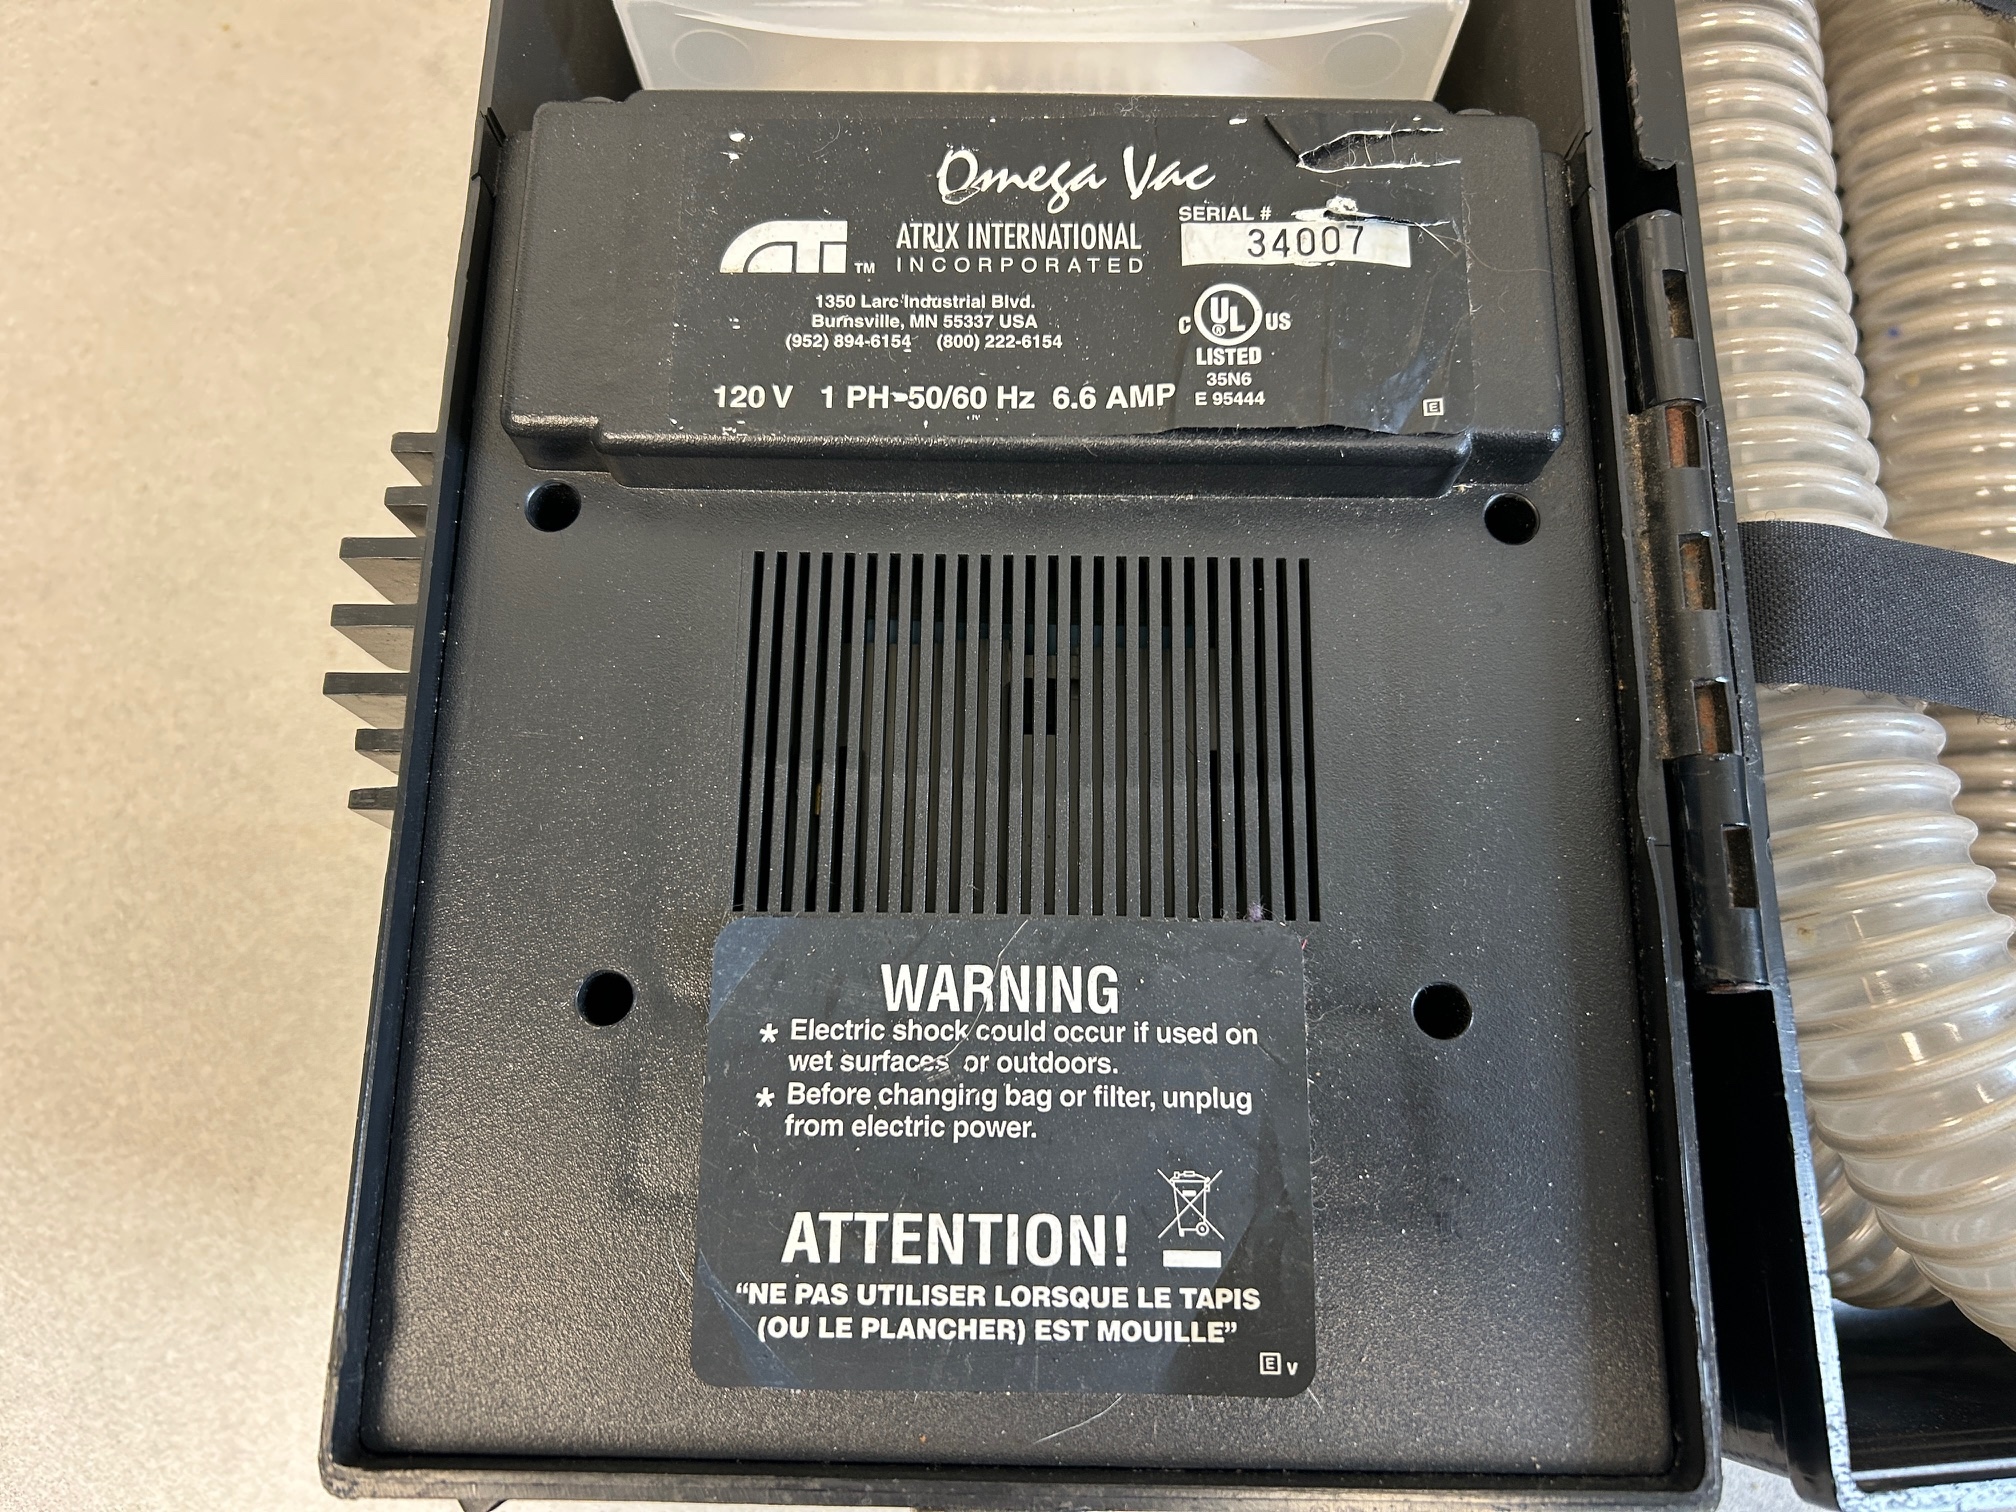 Omega Vac
ATI TM
ATRIX INTERNATIONAL
INCORPORATED
SERIAL #
34007
1350 Larc Industrial Blvd.
Burnsville, MN 55337 USA
(952) 894-6154 (800) 222-6154
C UL ® US
LISTED
35N6
E 95444
120 V 1 PH~50/60 Hz 6.6 AMP
E
WARNING
* Electric shock could occur if used on
wet surfaces or outdoors.
* Before changing bag or filter, unplug
from electric power.
ATTENTION!
“NE PAS UTILISER LORSQUE LE TAPIS
(OU LE PLANCHER) EST MOUILLE”
E V